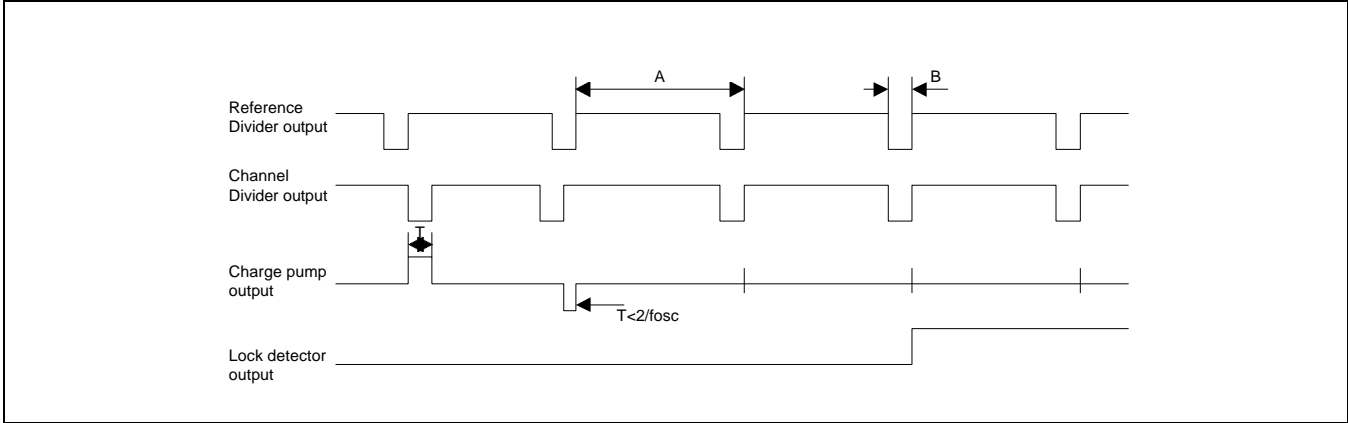 A
B
Reference
Divider output
Channel
Divider output
T
Charge pump
output
T<2/fosc
Lock detector
output